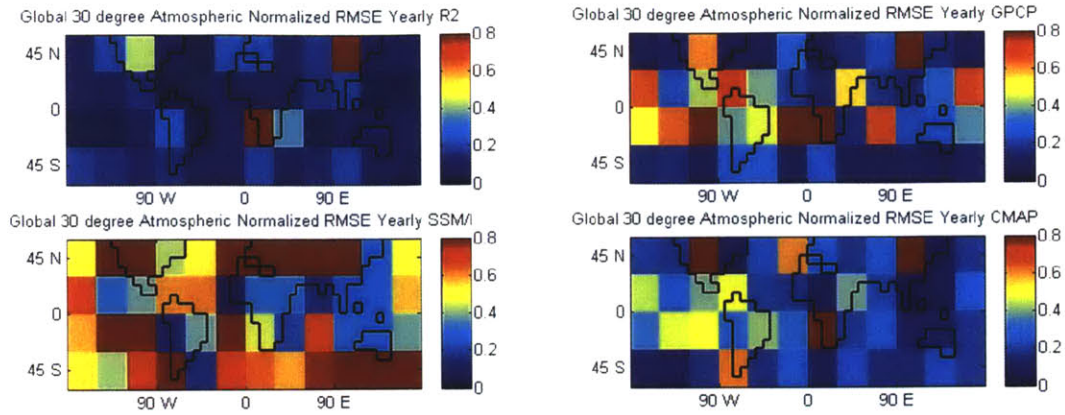 Global 30 degree Atmospheric Normalized RMSE Yearly R2
0.8
0.6
0.4
0.2
0
45 N
0
45 S
90 W 0 90 E
Global 30 degree Atmospheric Normalized RMSE Yearly GPCP
0.8
0.6
0.4
0.2
0
45 N
0
45 S
90 W 0 90 E
Global 30 degree Atmospheric Normalized RMSE Yearly SSM/I
0.8
0.6
0.4
0.2
0
45 N
0
45 S
90 W 0 90 E
Global 30 degree Atmospheric Normalized RMSE Yearly CMAP
0.8
0.6
0.4
0.2
0
45 N
0
45 S
90 W 0 90 E